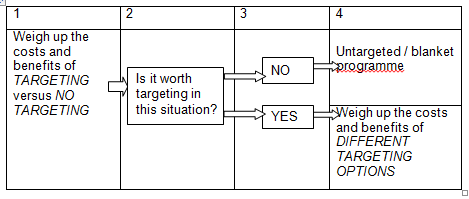 1
2
3
4
Weigh up the
costs and
benefits of
TARGETING
versus NO
TARGETING
Is it worth
targeting in
this situation?
NO
YES
Untargeted / blanket
programme
Weigh up the costs
and benefits of
DIFFERENT
TARGETING
OPTIONS